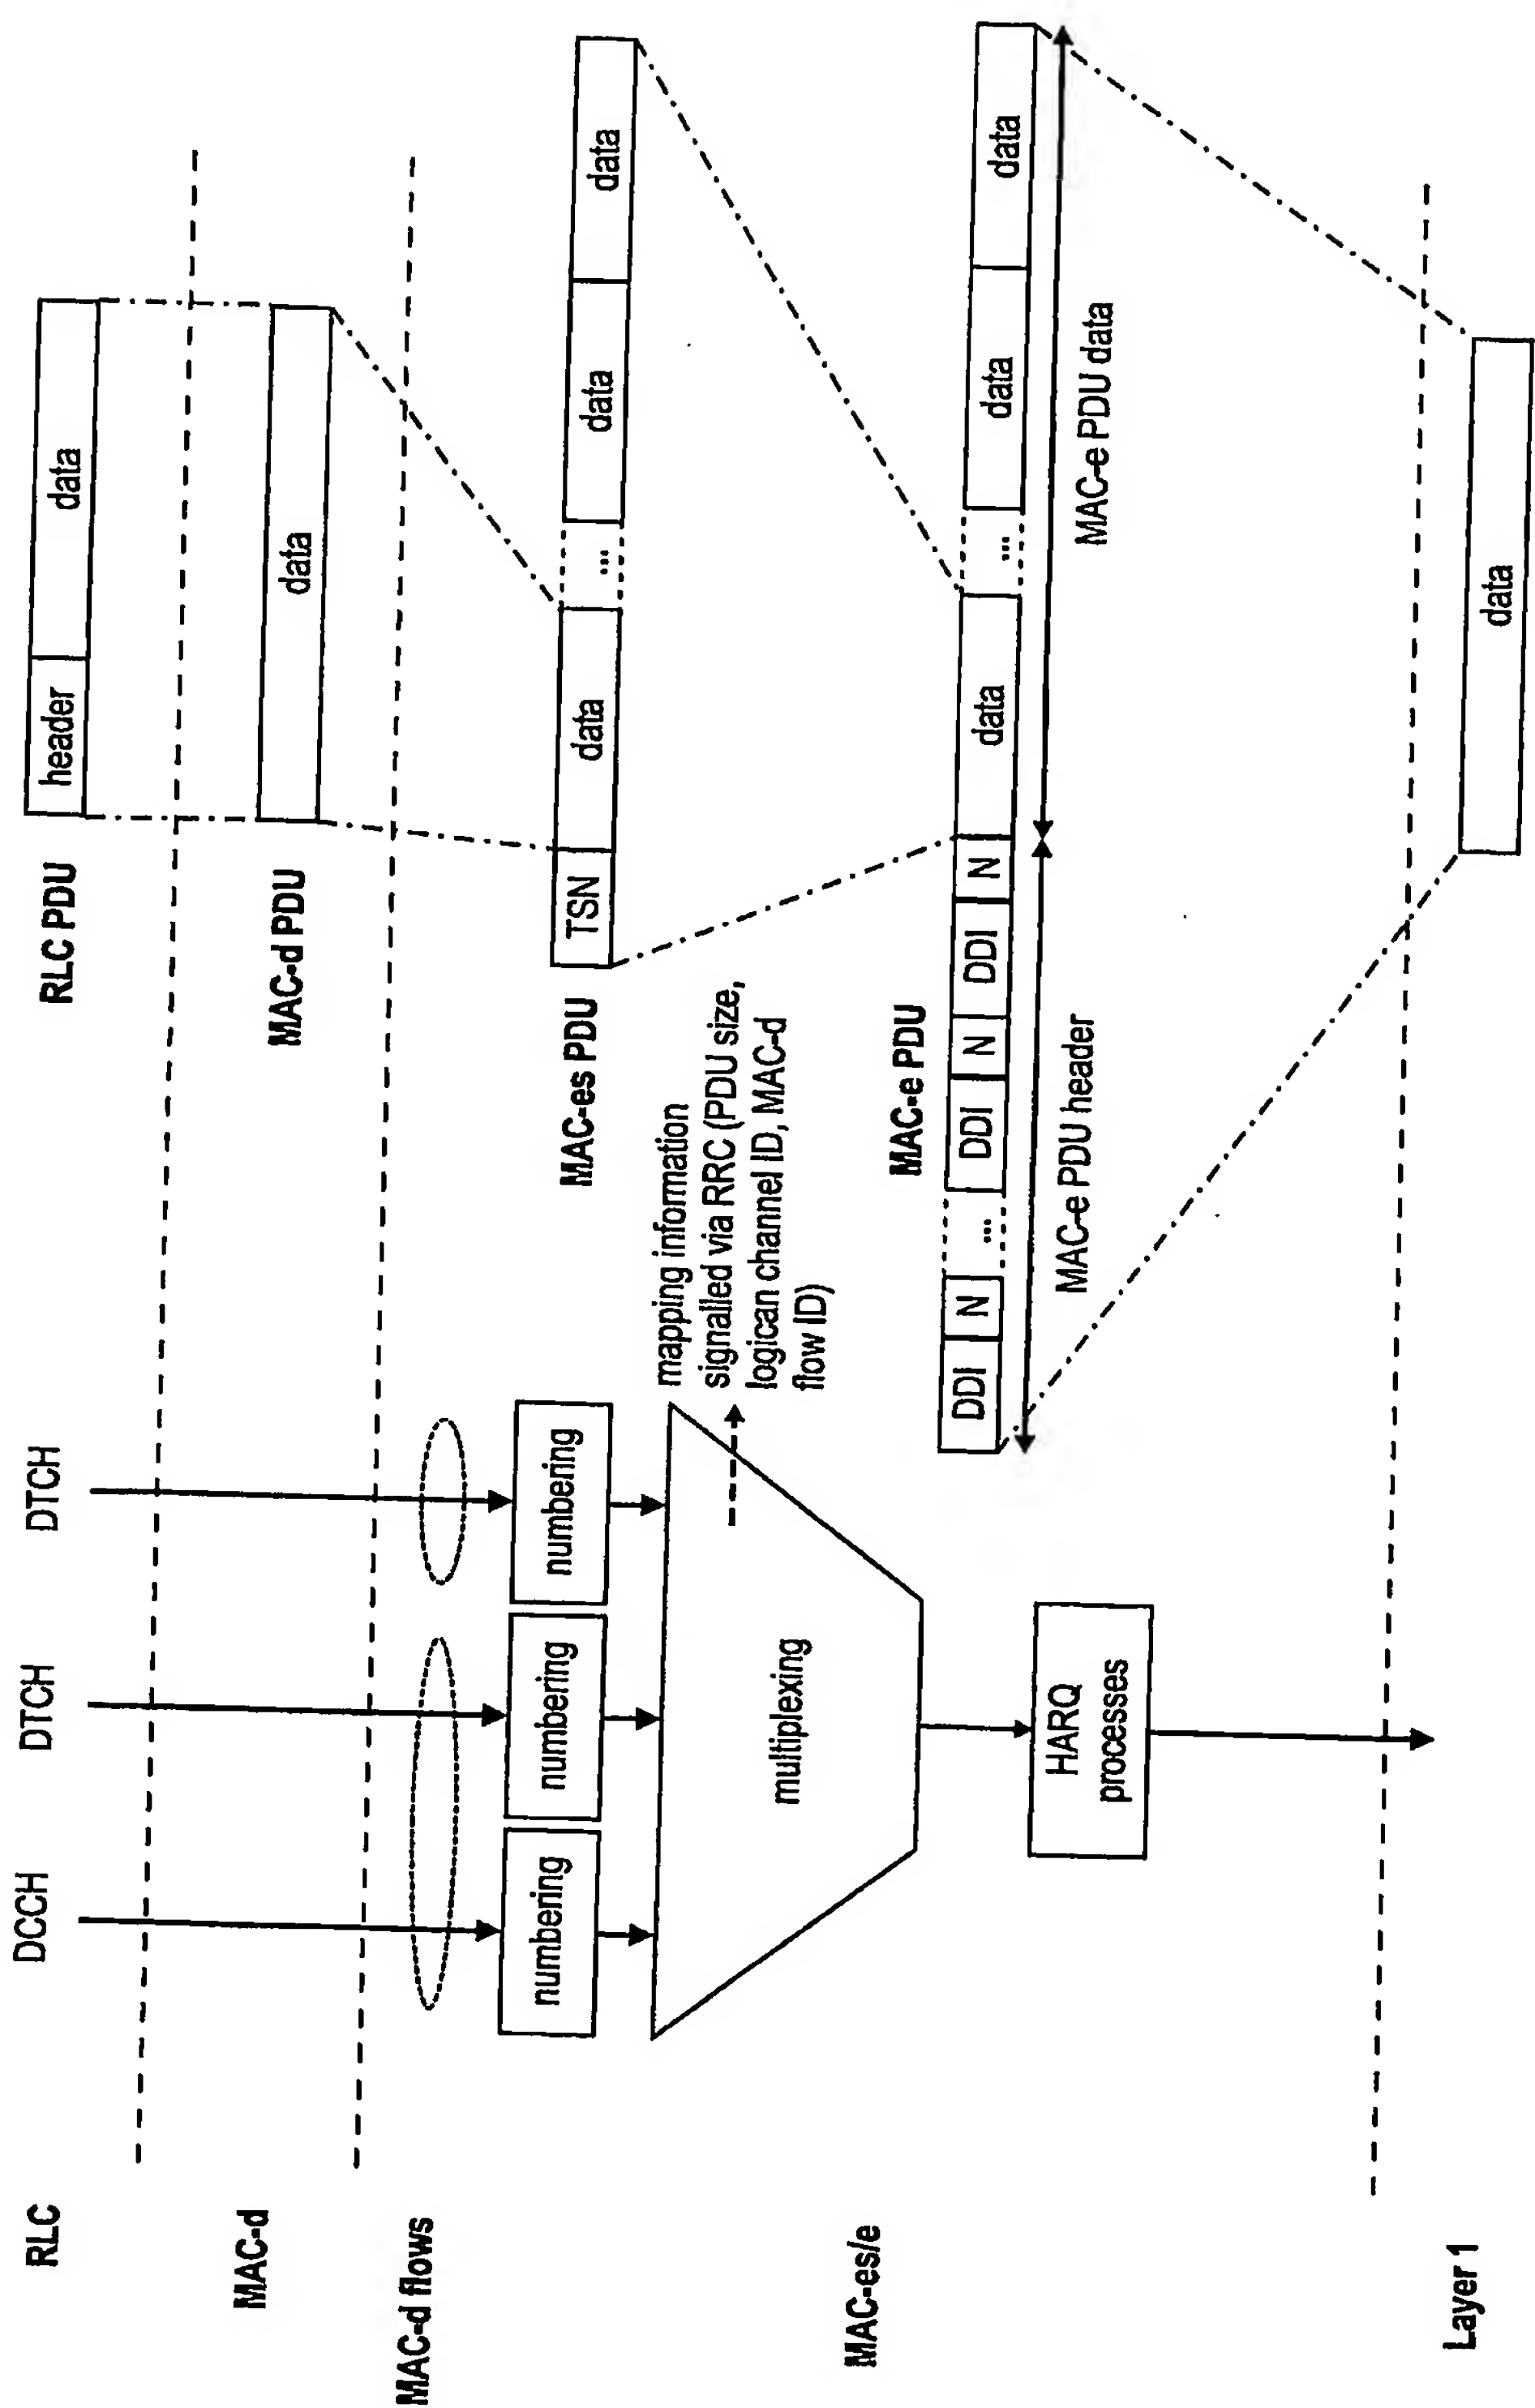 RLC
DCCH
DTCH
DTCH
RLC PDU
header
data
MAC-d
MAC-d PDU
data
MAC-d flows
numbering
numbering
numbering
MAC-es PDU
TSN
data
...
data
data
MAC-es/e
multiplexing
mapping information
signalled via RRC (PDU size,
logican channel ID, MAC-d
flow ID)
MAC-e PDU
DDI
N
...
DDI
N
DDI
N
data
...
data
data
MAC-e PDU header
MAC-e PDU data
HARQ
processes
Layer 1
data